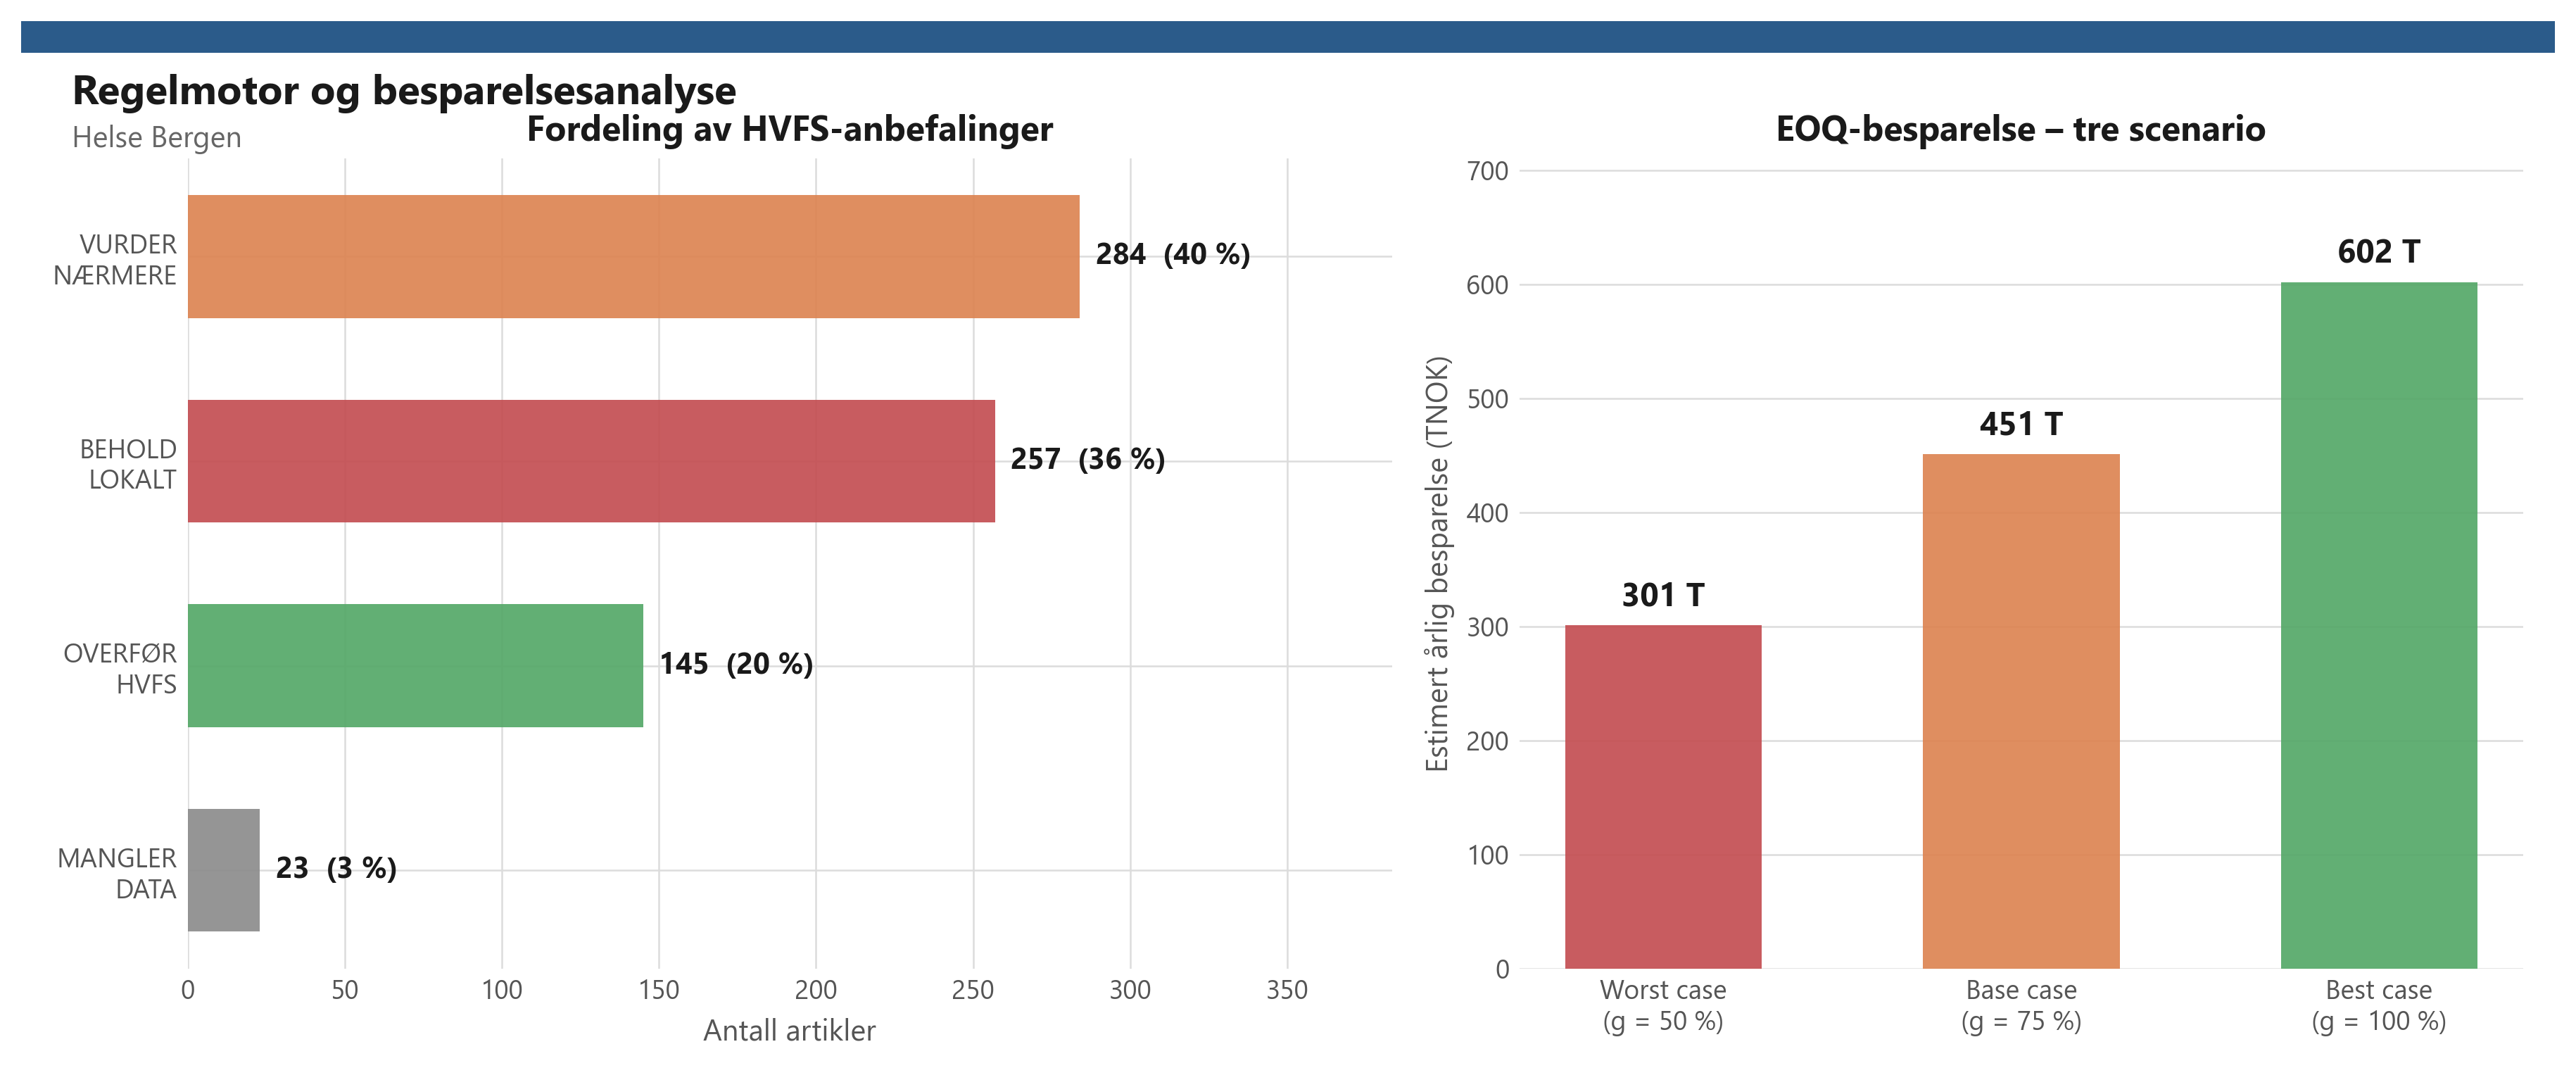 Regelmotor og besparelsesanalyse
Helse Bergen
Fordeling av HVFS-anbefalinger
VURDER
NÆRMERE
284 (40 %)
BEHOLD
LOKALT
257 (36 %)
OVERFØR
HVFS
145 (20 %)
MANGLER
DATA
23 (3 %)
0 50 100 150 200 250 300 350
Antall artikler
EOQ-besparelse – tre scenario
Estimert årlig besparelse (TNOK)
700
600
500
400
300
200
100
0
301 T
451 T
602 T
Worst case
(g = 50 %)
Base case
(g = 75 %)
Best case
(g = 100 %)